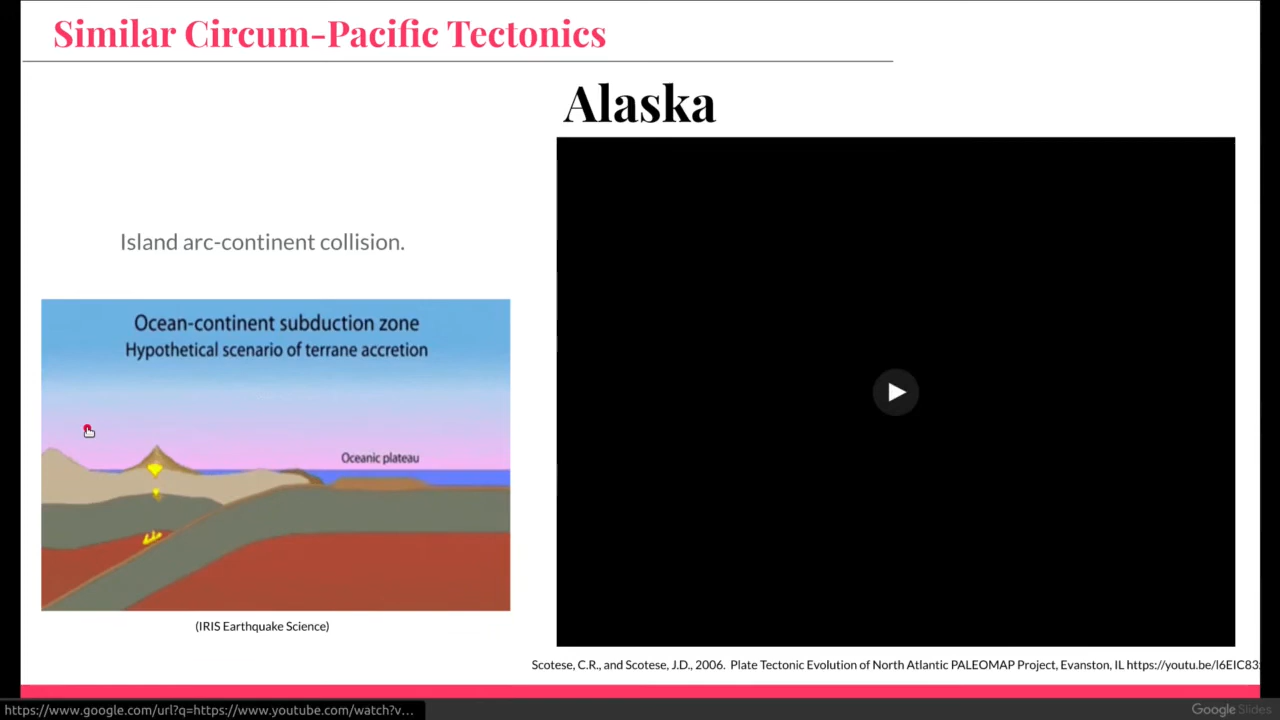 Similar Circum-Pacific Tectonics
Alaska
Island arc-continent collision.
Ocean-continent subduction zone
Hypothetical scenario of terrane accretion
Oceanic plateau
(IRIS Earthquake Science)
Scotese, C.R., and Scotese, J.D., 2006. Plate Tectonic Evolution of North Atlantic PALEOMAP Project, Evanston, IL https://youtu.be/l6EIC83
https://www.google.com/url?q=https://www.youtube.com/watch?v...
Google Slides